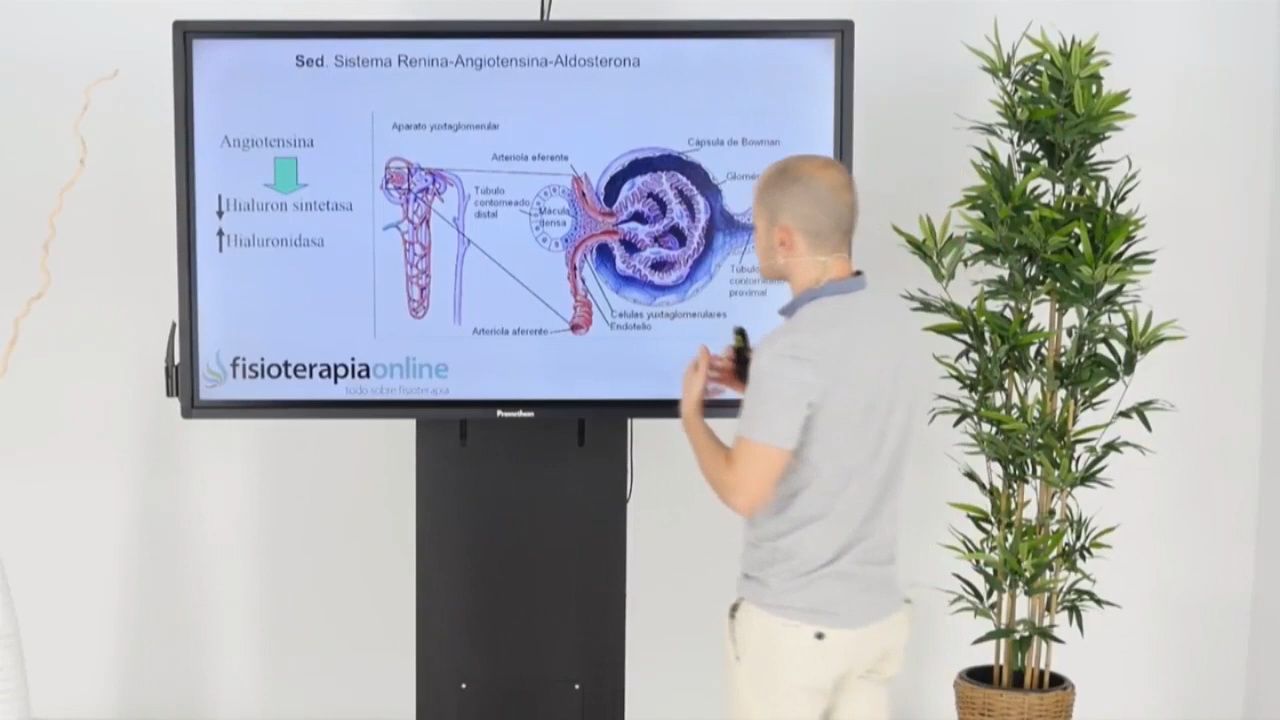 Sed. Sistema Renina-Angiotensina-Aldosterona
Angiotensina
Hialuron sintetasa
Hialuronidasa
Aparato yuxtaglomerular
Arteriola aferente
Cápsula de Bowman
Túbulo
contorneado
distal
Mácula
densa
Túbulo
proximal
Células yuxtaglomerulares
Endotelio
Arteriola aferente
fisioterapiaonline
todo sobre fisioterapia
Promethean